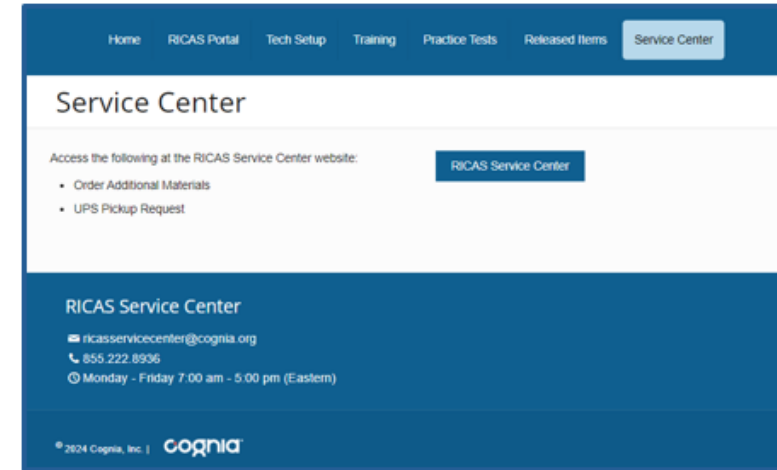 Home RICAS Portal Tech Setup Training Practice Tests Released Items Service Center
Service Center
Access the following at the RICAS Service Center website:
RICAS Service Center
• Order Additional Materials
• UPS Pickup Request
RICAS Service Center
ricasservicecenter@cognia.org
855.222.8936
Monday - Friday 7:00 am - 5:00 pm (Eastern)
© 2024 Cognia, Inc. | cognia